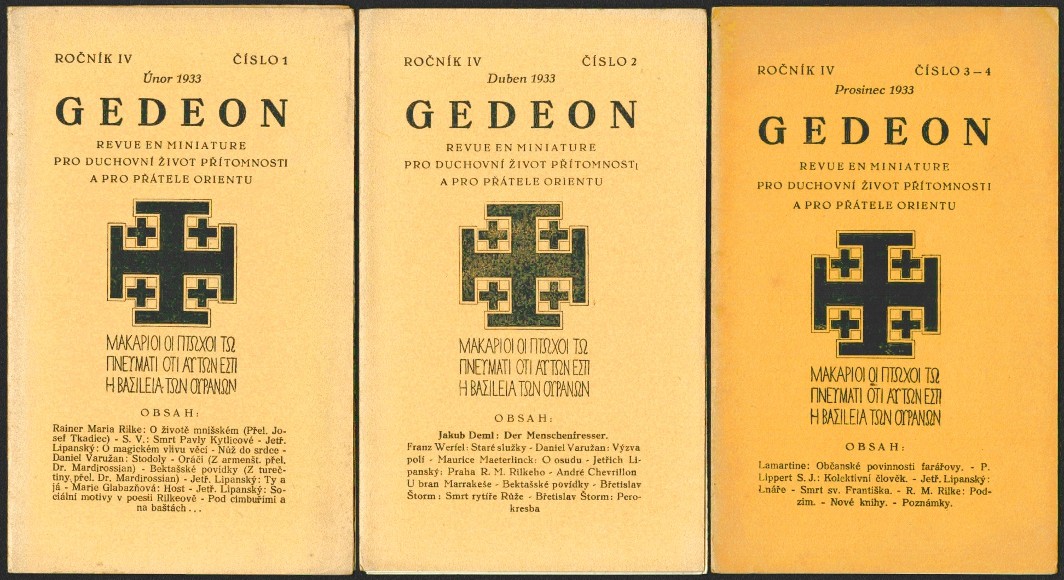 ROČNÍK IV ČÍSLO 1
Únor 1933
GEDEON
REVUE EN MINIATURE
PRO DUCHOVNÍ ŽIVOT PŘÍTOMNOSTI
A PRO PŘÁTELE ORIENTU
ΜΑΚΑΡΙΟΙ ΟΙ ΠΤΩΧΟΙ ΤΩ
ΠΝΕΥΜΑΤΙ ΟΤΙ ΑΥΤΩΝ ΕΣΤΙ
Η ΒΑΣΙΛΕΙΑ ΤΩΝ ΟΥΡΑΝΩΝ
OBSAH:
Rainer Maria Rilke: O životě mnišském (Přel. Jo-
sef Tkadlec) - S. V.: Smrt Pavly Kytlicové - Jetř.
Lipanský: O magickém vlivu věcí - Nůž do srdce -
Daniel Varužan: Stodoly - Oráči (Z armenšt. přel.
Dr. Mardirossian) - Bektašské povídky (Z tureč-
tiny přel. Dr. Mardirossian) - Jetř. Lipanský: Ty a
já - Marie Glabazňová: Host - Jetř. Lipanský: So-
ciální motivy v poesii Rilkeově - Pod cimbuřími a
na baštách...
ROČNÍK IV ČÍSLO 2
Duben 1933
GEDEON
REVUE EN MINIATURE
PRO DUCHOVNÍ ŽIVOT PŘÍTOMNOSTI
A PRO PŘÁTELE ORIENTU
ΜΑΚΑΡΙΟΙ ΟΙ ΠΤΩΧΟΙ ΤΩ
ΠΝΕΥΜΑΤΙ ΟΤΙ ΑΥΤΩΝ ΕΣΤΙ
Η ΒΑΣΙΛΕΙΑ ΤΩΝ ΟΥΡΑΝΩΝ
OBSAH:
Jakub Deml: Der Menschenfresser.
Franz Werfel: Staré služky - Daniel Varužan: Výzva
polí - Maurice Maeterlinck: O osudu - Jetřich Li-
panský: Praha R. M. Rilkeho - André Chevrillon
U bran Marrakeše - Bektašské povídky - Břetislav
Štorm: Smrt rytíře Růže - Břetislav Štorm: Pero-
kresba
ROČNÍK IV ČÍSLO 3-4
Prosinec 1933
GEDEON
REVUE EN MINIATURE
PRO DUCHOVNÍ ŽIVOT PŘÍTOMNOSTI
A PRO PŘÁTELE ORIENTU
ΜΑΚΑΡΙΟΙ ΟΙ ΠΤΩΧΟΙ ΤΩ
ΠΝΕΥΜΑΤΙ ΟΤΙ ΑΥΤΩΝ ΕΣΤΙ
Η ΒΑΣΙΛΕΙΑ ΤΩΝ ΟΥΡΑΝΩΝ
OBSAH:
Lamartine: Občanské povinnosti farářovy. - P.
Lippert S. J.: Kolektivní člověk. - Jetř. Lipanský:
Lnáře - Smrt sv. Františka. - R. M. Rilke: Pod-
zim. - Nové knihy. - Poznámky.